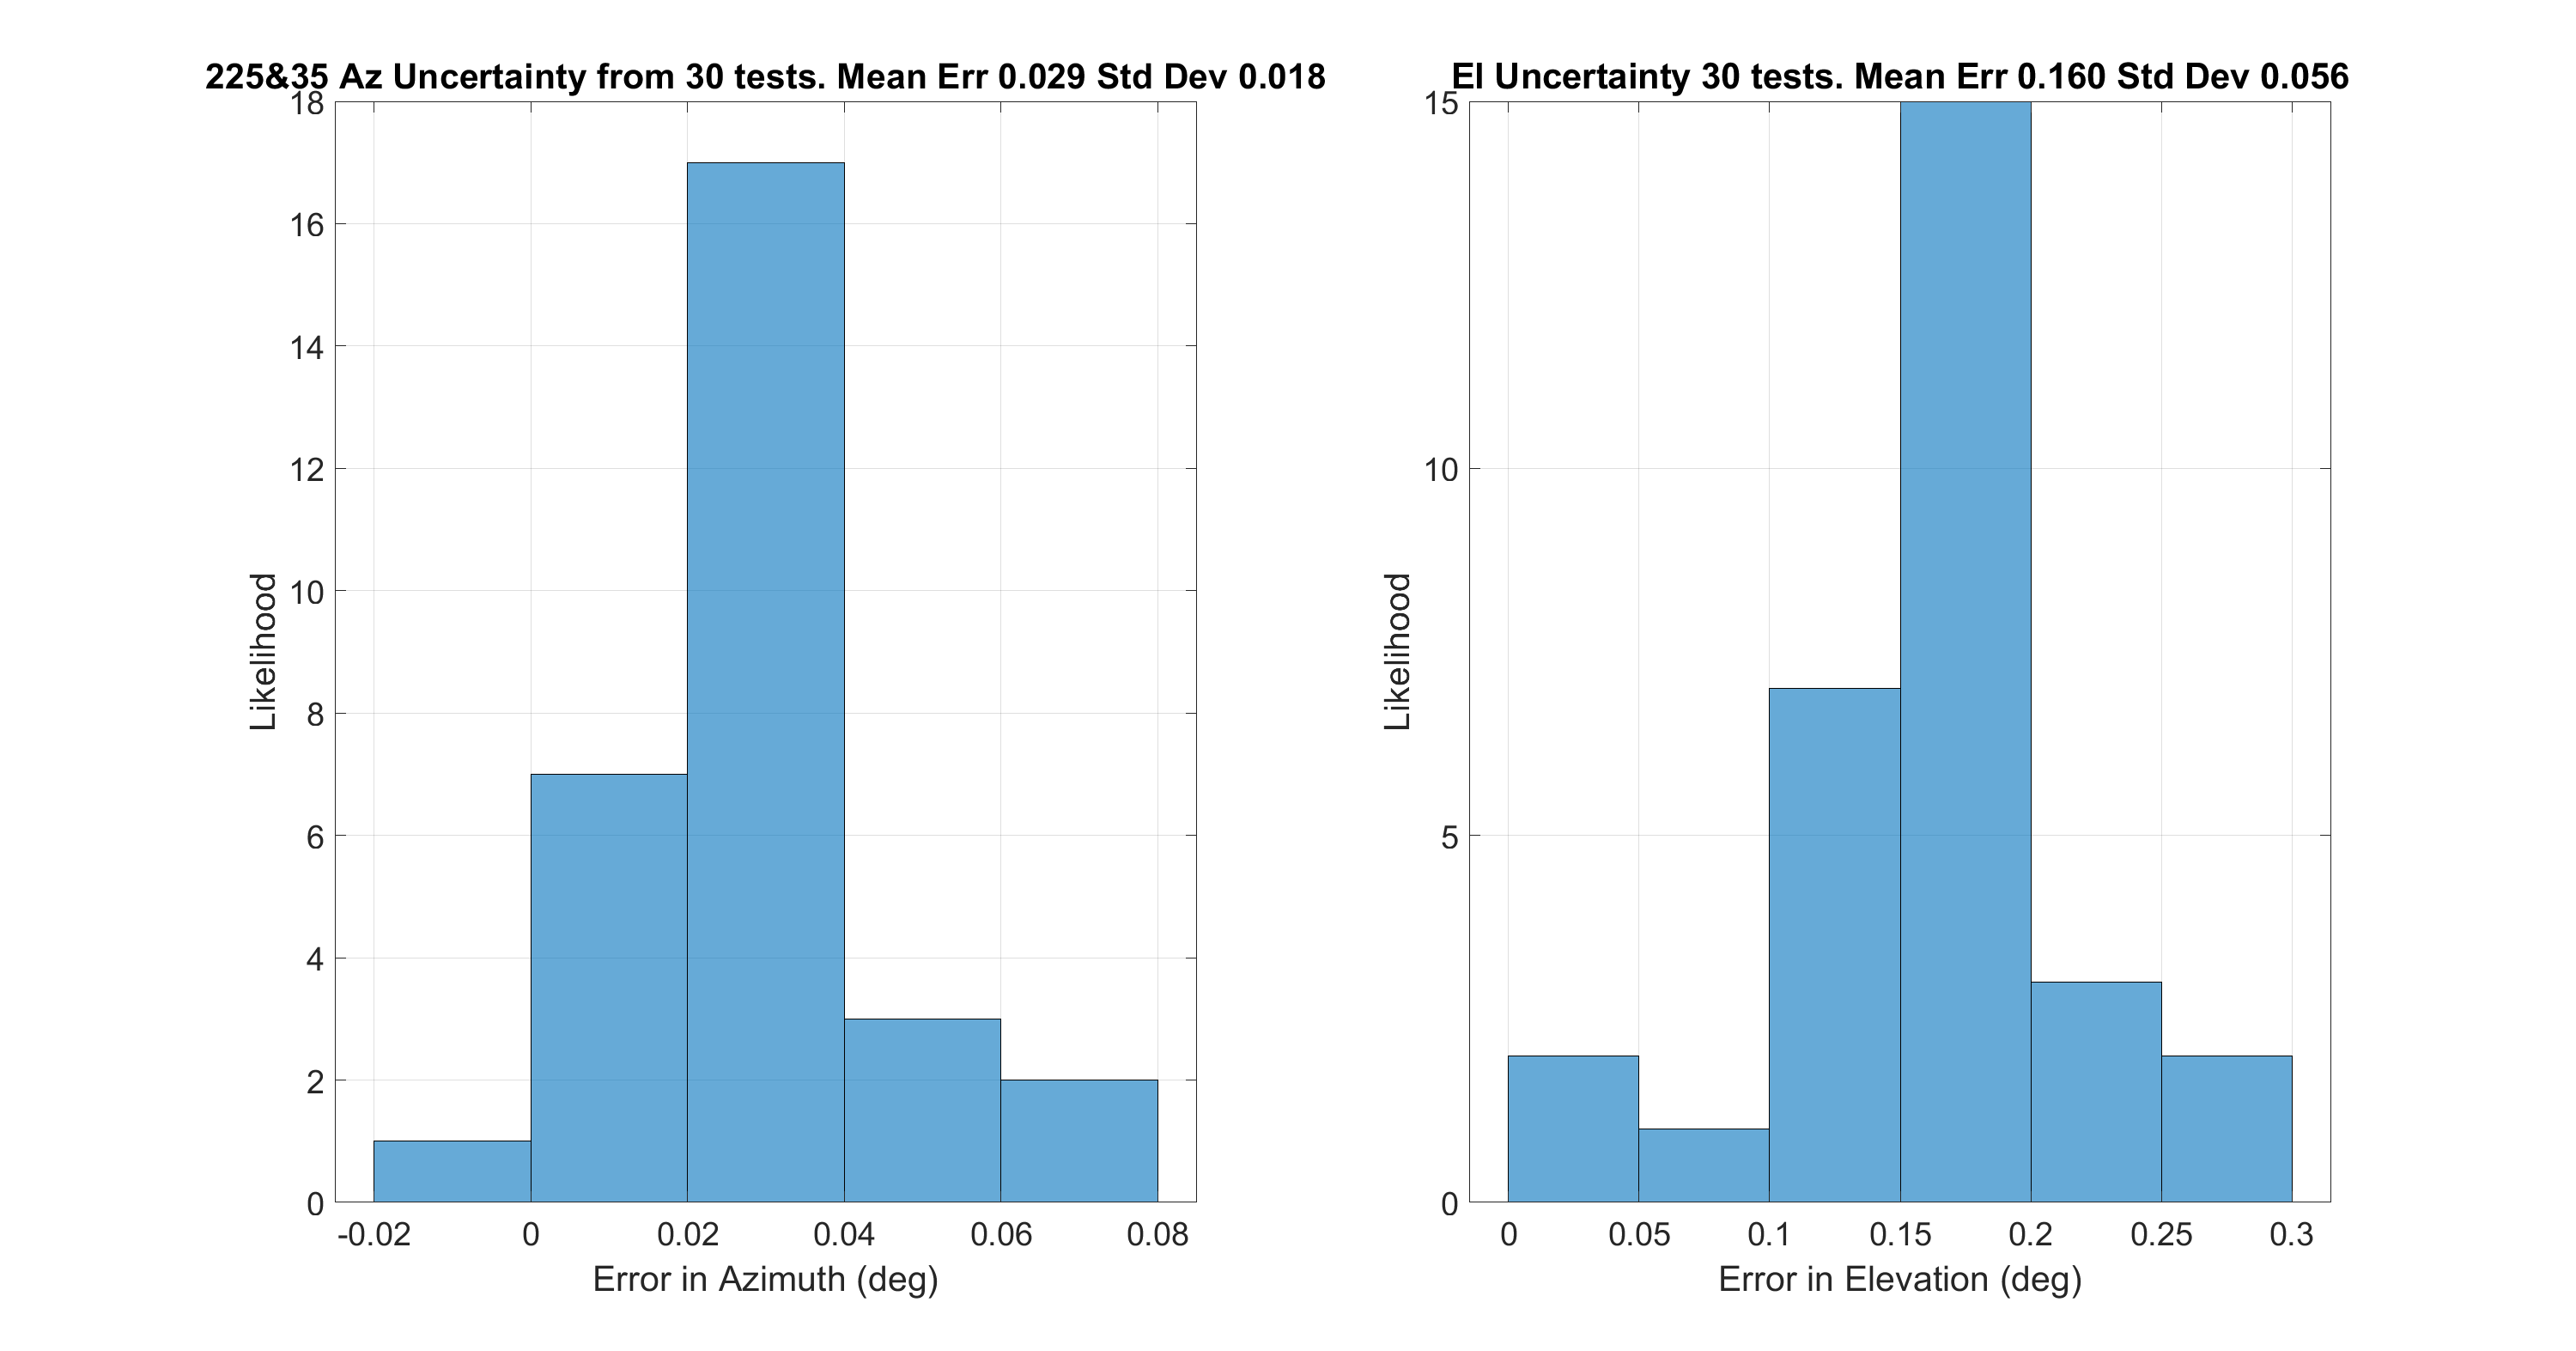 225&35 Az Uncertainty from 30 tests. Mean Err 0.029 Std Dev 0.018
18
16
14
12
10
8
6
4
2
0
Likelihood
-0.02 0 0.02 0.04 0.06 0.08
Error in Azimuth (deg)
El Uncertainty 30 tests. Mean Err 0.160 Std Dev 0.056
15
10
5
0
Likelihood
0 0.05 0.1 0.15 0.2 0.25 0.3
Error in Elevation (deg)